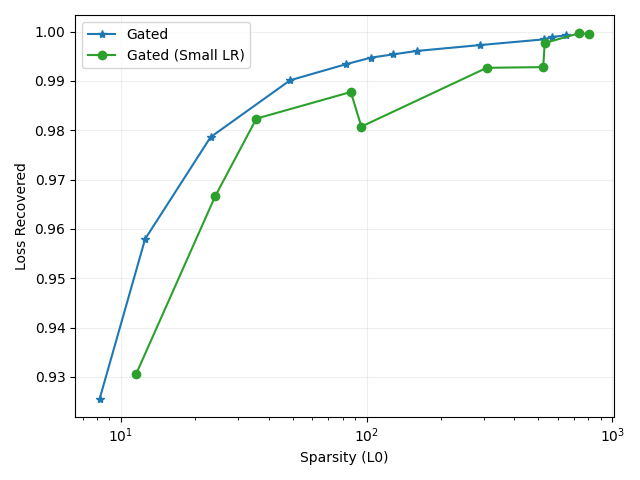 Gated
Gated (Small LR)
Loss Recovered
1.00
0.99
0.98
0.97
0.96
0.95
0.94
0.93
10¹
10²
10³
Sparsity (L0)